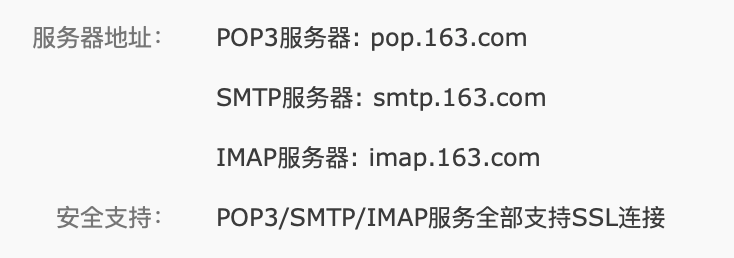 服务器地址： POP3服务器: pop.163.com
SMTP服务器: smtp.163.com
IMAP服务器: imap.163.com
安全支持： POP3/SMTP/IMAP服务全部支持SSL连接